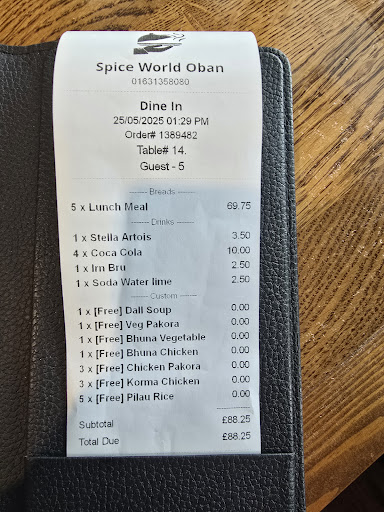 Spice World Oban
01631358080
Dine In
25/05/2025 01:29 PM
Order# 1389482
Table# 14.
Guest - 5
Breads
5 x Lunch Meal 69.75
Drinks
1 x Stella Artois 3.50
4 x Coca Cola 10.00
1 x Irn Bru 2.50
1 x Soda Water lime 2.50
Custom
1 x [Free] Dall Soup 0.00
1 x [Free] Veg Pakora 0.00
1 x [Free] Bhuna Vegetable 0.00
1 x [Free] Bhuna Chicken 0.00
3 x [Free] Chicken Pakora 0.00
3 x [Free] Korma Chicken 0.00
5 x [Free] Pilau Rice 0.00
Subtotal £88.25
Total Due £88.25